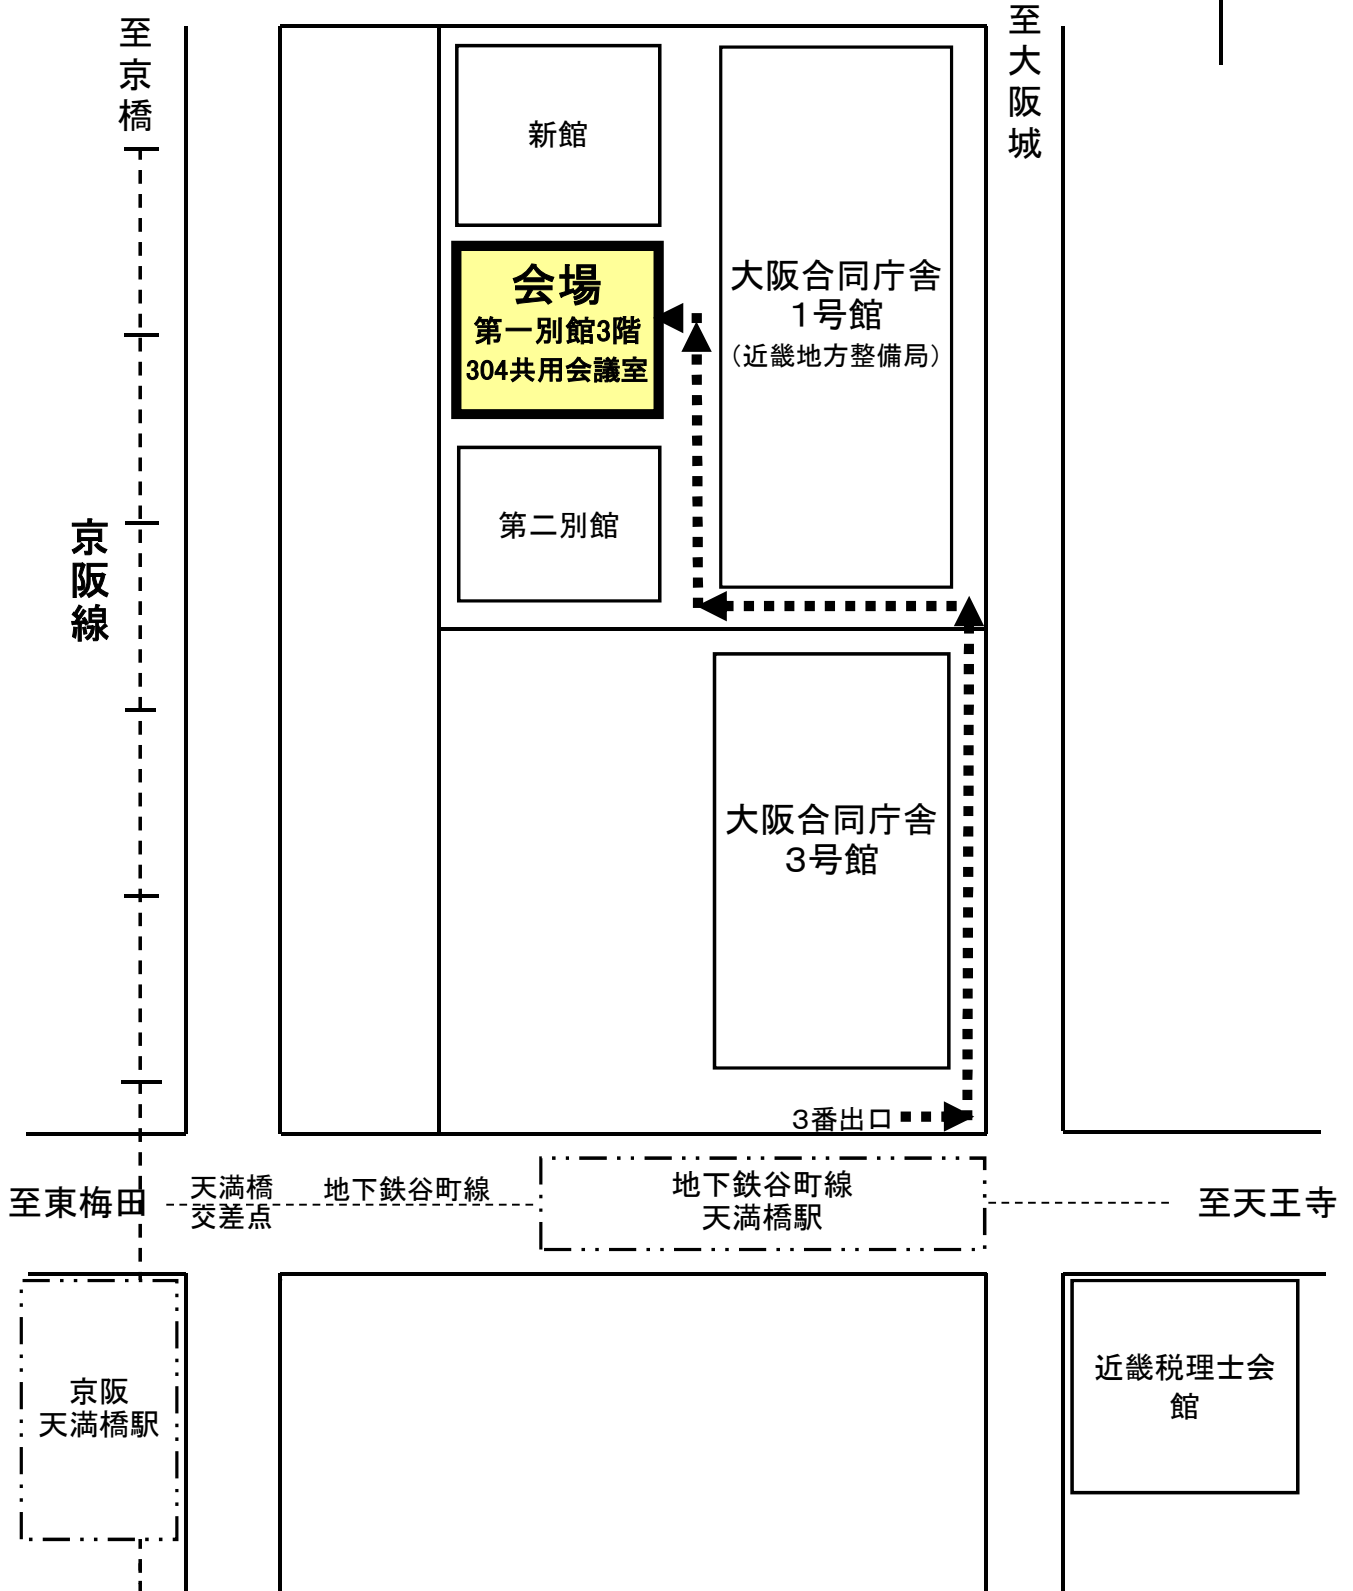 至京橋
至大阪城
新館
会場
第一別館3階
304共用会議室
大阪合同庁舎
1号館
（近畿地方整備局）
第二別館
京阪線
大阪合同庁舎
3号館
3番出口
至東梅田
天満橋
交差点
地下鉄谷町線
地下鉄谷町線
天満橋駅
至天王寺
京阪
天満橋駅
近畿税理士会
館